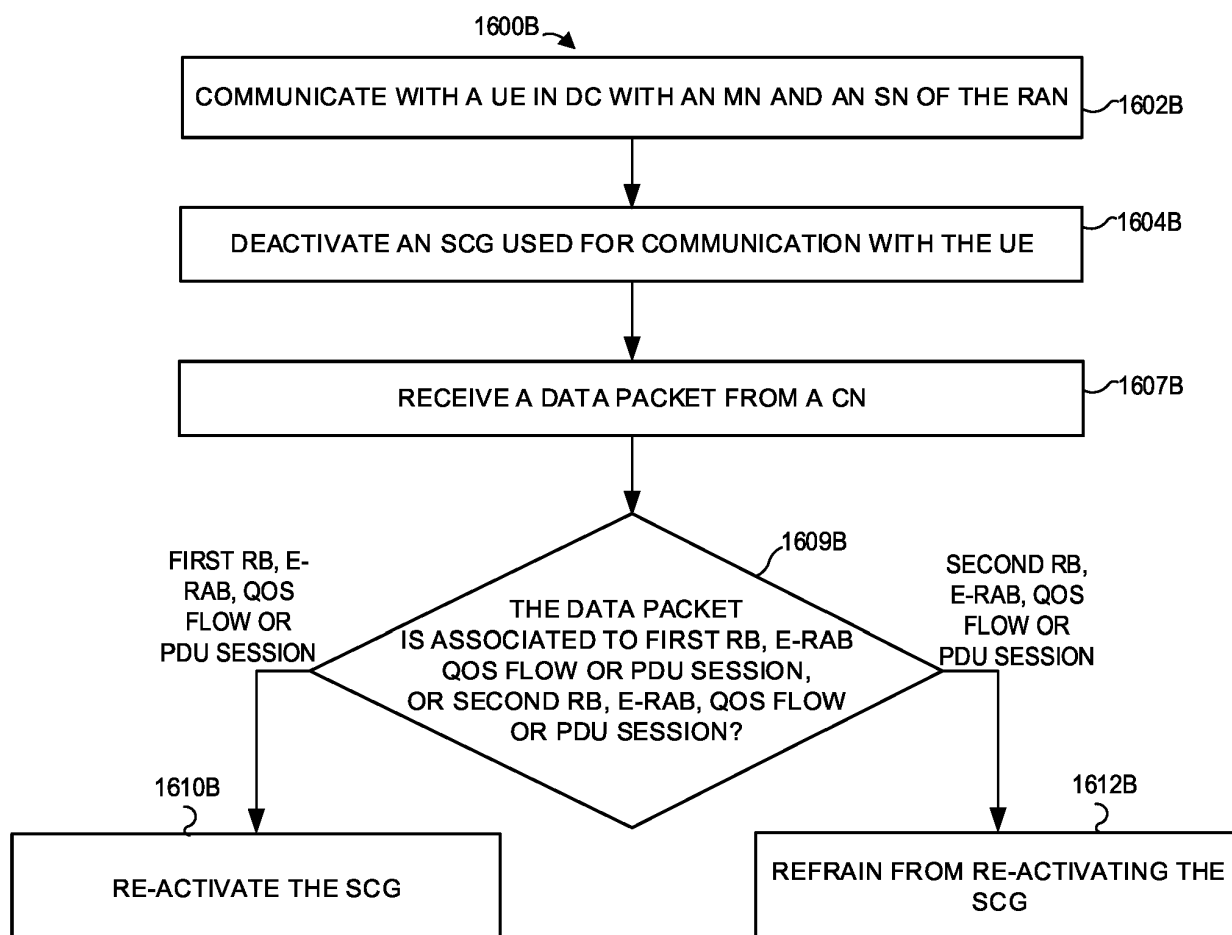 1600B
COMMUNICATE WITH A UE IN DC WITH AN MN AND AN SN OF THE RAN
1602B
DEACTIVATE AN SCG USED FOR COMMUNICATION WITH THE UE
1604B
RECEIVE A DATA PACKET FROM A CN
1607B
1609B
FIRST RB, E-
RAB, QOS
FLOW OR
PDU SESSION
THE DATA PACKET
IS ASSOCIATED TO FIRST RB, E-RAB
QOS FLOW OR PDU SESSION,
OR SECOND RB, E-RAB, QOS FLOW
OR PDU SESSION?
SECOND RB,
E-RAB, QOS
FLOW OR
PDU SESSION
1610B
RE-ACTIVATE THE SCG
1612B
REFRAIN FROM RE-ACTIVATING THE
SCG